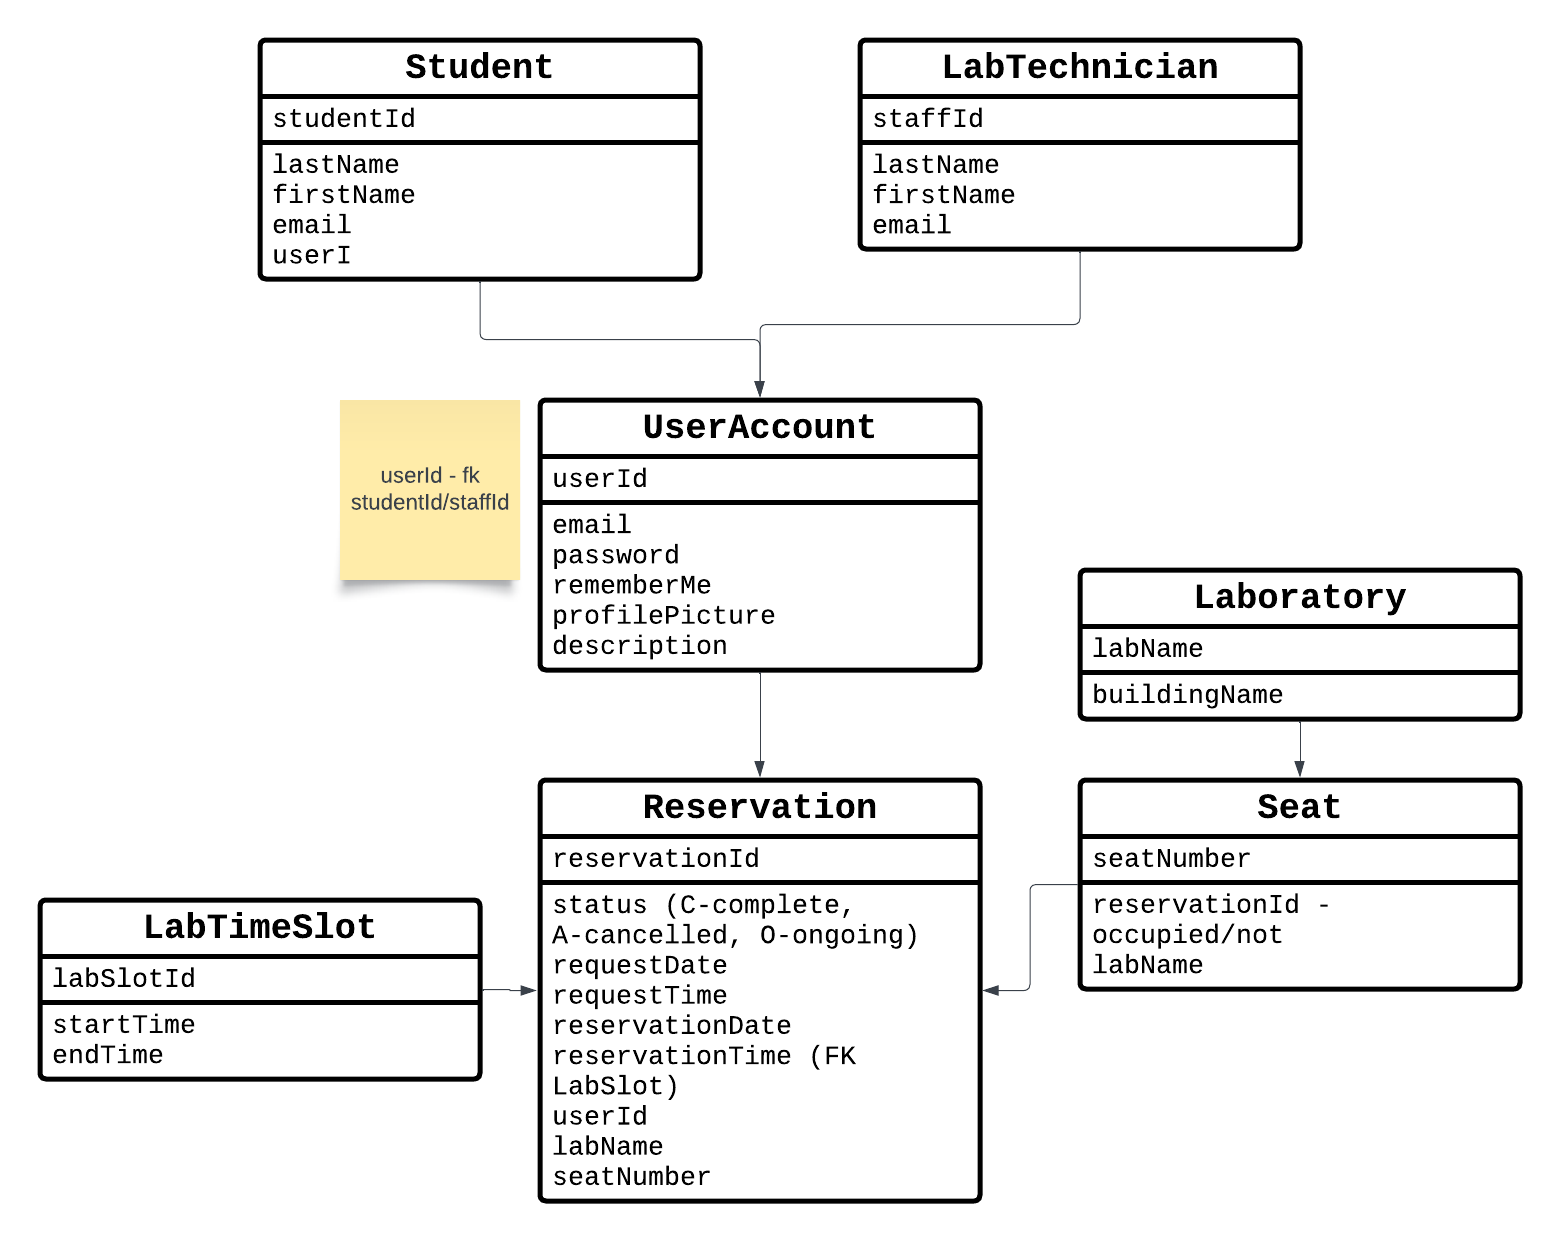 Student
studentId
lastName
firstName
email
userI
LabTechnician
staffId
lastName
firstName
email
userId - fk
studentId/staffId
UserAccount
userId
email
password
rememberMe
profilePicture
description
Laboratory
labName
buildingName
Reservation
reservationId
status (C-complete,
A-cancelled, O-ongoing)
requestDate
requestTime
reservationDate
reservationTime (FK
LabSlot)
userId
labName
seatNumber
Seat
seatNumber
reservationId -
occupied/not
labName
LabTimeSlot
labSlotId
startTime
endTime